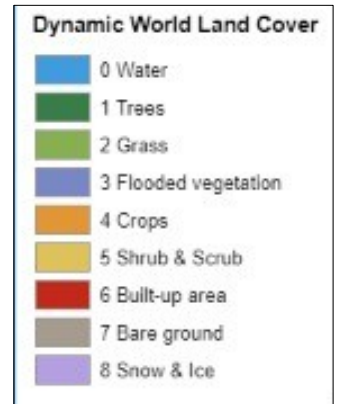 Dynamic World Land Cover
0 Water
1 Trees
2 Grass
3 Flooded vegetation
4 Crops
5 Shrub & Scrub
6 Built-up area
7 Bare ground
8 Snow & Ice